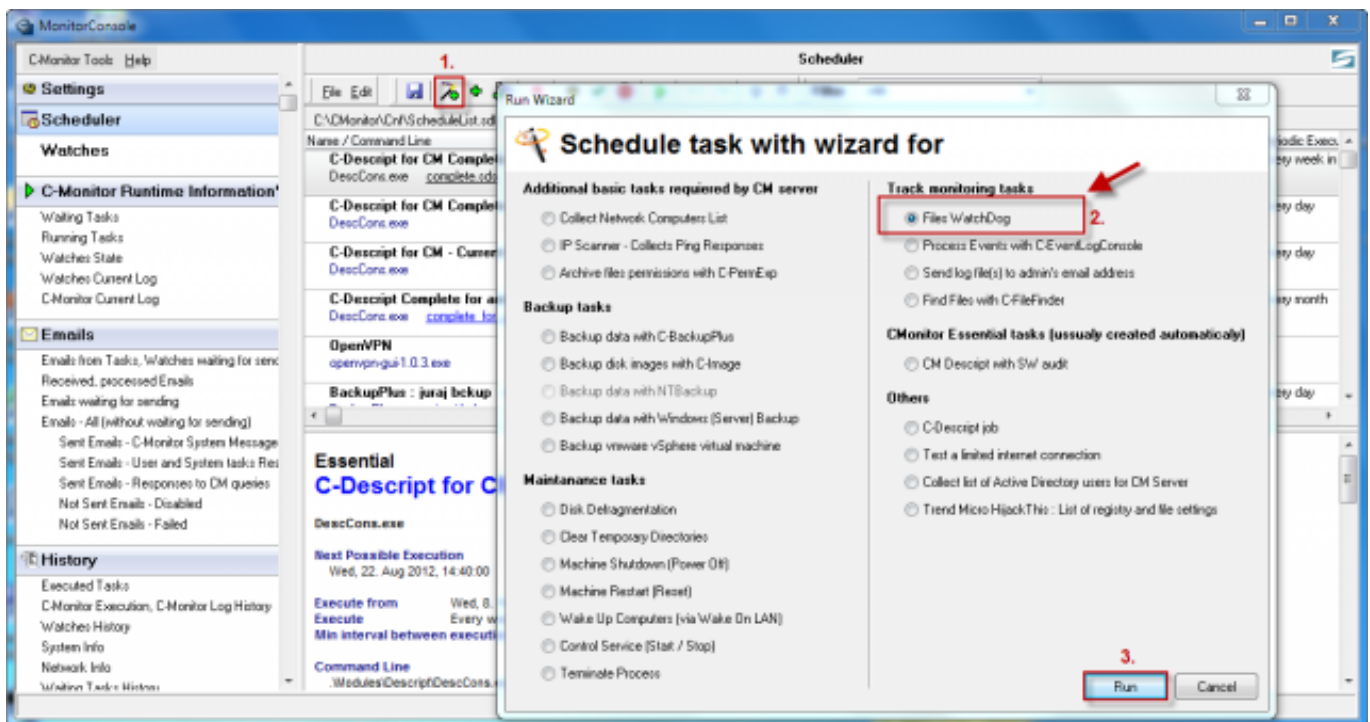 MonitorConsole
C-Monitor Tools Help
Settings
Scheduler
Watches
C-Monitor Runtime Information'
Waiting Tasks
Running Tasks
Watches State
Watches Current Log
C-Monitor Current Log
Emails
Emails from Tasks, Watches waiting for send
Received, processed Emails
Emails waiting for sending
Emails - All (without waiting for sending)
Sent Emails - C-Monitor System Message
Sent Emails - User and System tasks Res
Sent Emails - Responses to CM queries
Not Sent Emails - Disabled
Not Sent Emails - Failed
History
Executed Tasks
C-Monitor Execution, C-Monitor Log History
Watches History
System Info
Network Info
Waiting Tasks History
Scheduler
1.
File Edit
C:\CMonitor\Cnf\ScheduleList.sdl
Name / Command Line
C-Descript for CM Complet
DescCons.exe complete.sds
C-Descript for CM Complet
DescCons.exe
C-Descript for CM - Curren
DescCons.exe
C-Descript Complete for a
DescCons.exe complete_for
OpenVPN
openvpn-gui-1.0.3.exe
BackupPlus : juraj bckup
iodic Execu
ery week in
ery day
ery day
ery month
ery day
Essential
C-Descript for C
DescCons.exe
Next Possible Execution
Wed, 22. Aug 2012, 14:40:00
Execute from Wed, 8.
Execute Every w
Min interval between executi
Command Line
.\Modules\Descript\DescCons.
Run Wizard
Schedule task with wizard for
Additional basic tasks requiered by CM server
Collect Network Computers List
IP Scanner - Collects Ping Responses
Archive files permissions with C-PermExp
Backup tasks
Backup data with C-BackupPlus
Backup disk images with C-Image
Backup data with NTBackup
Backup data with Windows (Server) Backup
Backup vmware vSphere virtual machine
Maintanance tasks
Disk Defragmentation
Clear Temporary Directories
Machine Shutdown (Power Off)
Machine Restart (Reset)
Wake Up Computers (via Wake On LAN)
Control Service (Start / Stop)
Terminate Process
Track monitoring tasks
Files WatchDog
2.
Process Events with C-EventLogConsole
Send log file(s) to admin's email address
Find Files with C-FileFinder
CMonitor Essential tasks (ussualy created automaticaly)
CM Descript with SW audit
Others
C-Descript job
Test a limited internet connection
Collect list of Active Directory users for CM Server
Trend Micro HijackThis : List of registry and file settings
3.
Run Cancel